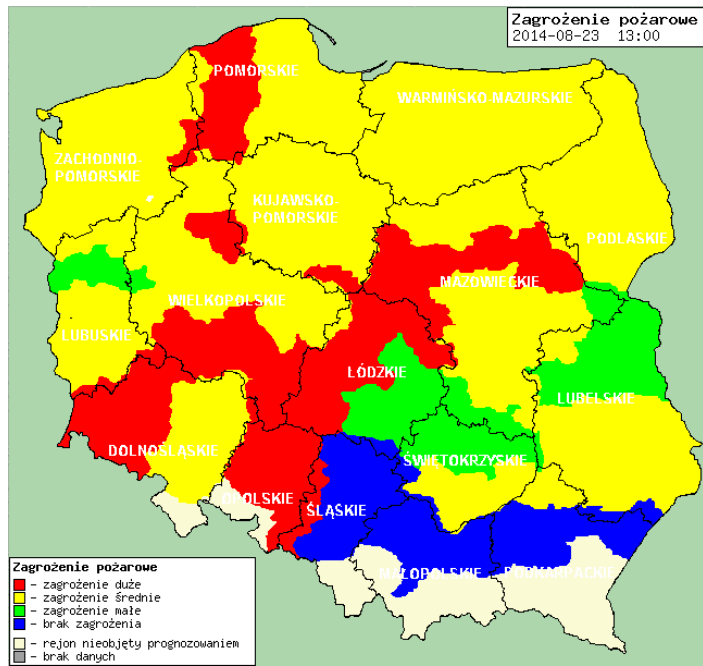 Zagrożenie pożarowe
2014-08-23 13:00
POMORSKIE
WARMIŃSKO-MAZURSKIE
ZACHODNIO-
POMORSKIE
KUJAWSKO-
POMORSKIE
PODLASKIE
MAZOWIECKIE
WIELKOPOLSKIE
LUBUSKIE
ŁÓDZKIE
LUBELSKIE
DOLNOŚLĄSKIE
ŚWIĘTOKRZYSKIE
OPOLSKIE
ŚLĄSKIE
MAŁOPOLSKIE
PODKARPACKIE
Zagrożenie pożarowe
- zagrożenie duże
- zagrożenie średnie
- zagrożenie małe
- brak zagrożenia
- rejon nieobjęty prognozowaniem
- brak danych